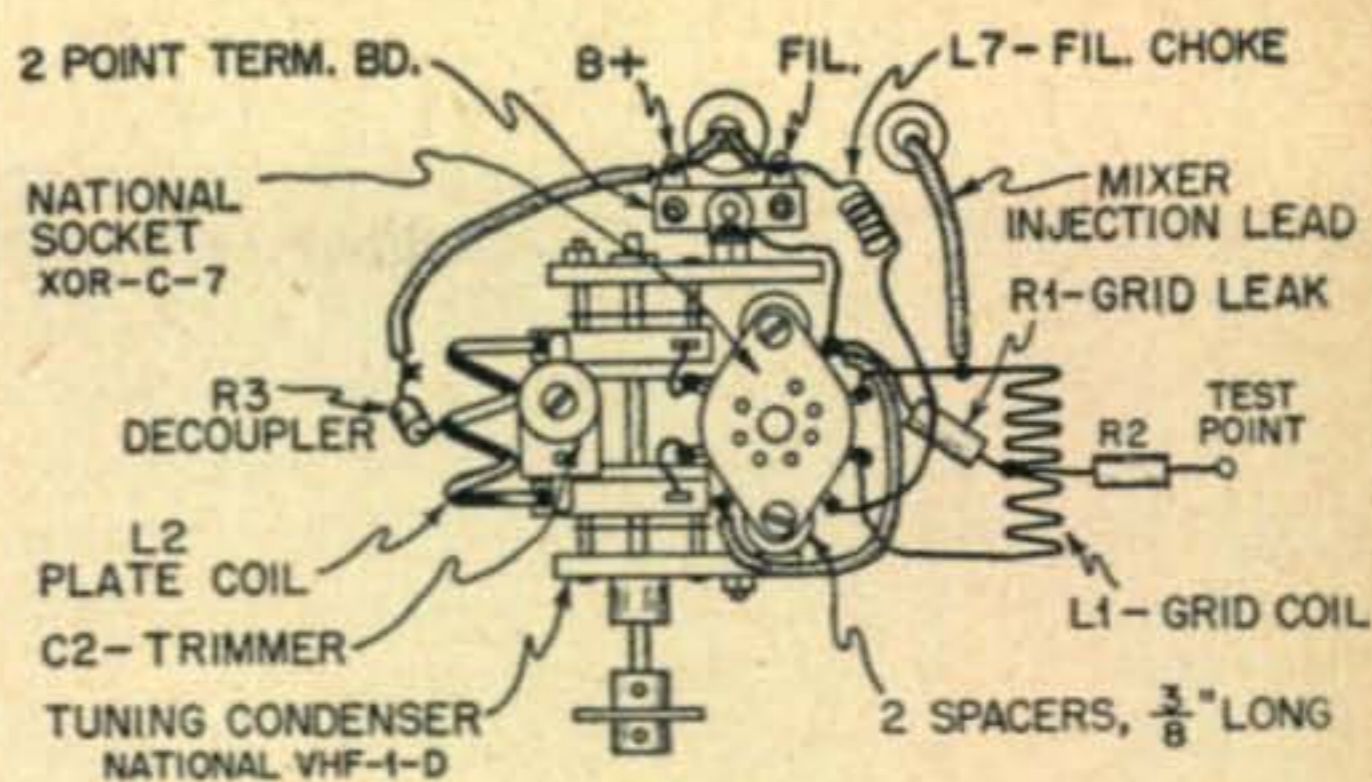 2 POINT TERM. BD.
B+
FIL.
L7-FIL. CHOKE
NATIONAL
SOCKET
XOR-C-7
MIXER
INJECTION LEAD
R1-GRID LEAK
R3
DECOUPLER
R2
TEST
POINT
L2
PLATE COIL
C2-TRIMMER
L1-GRID COIL
TUNING CONDENSER
NATIONAL VHF-1-D
2 SPACERS, 3/8" LONG